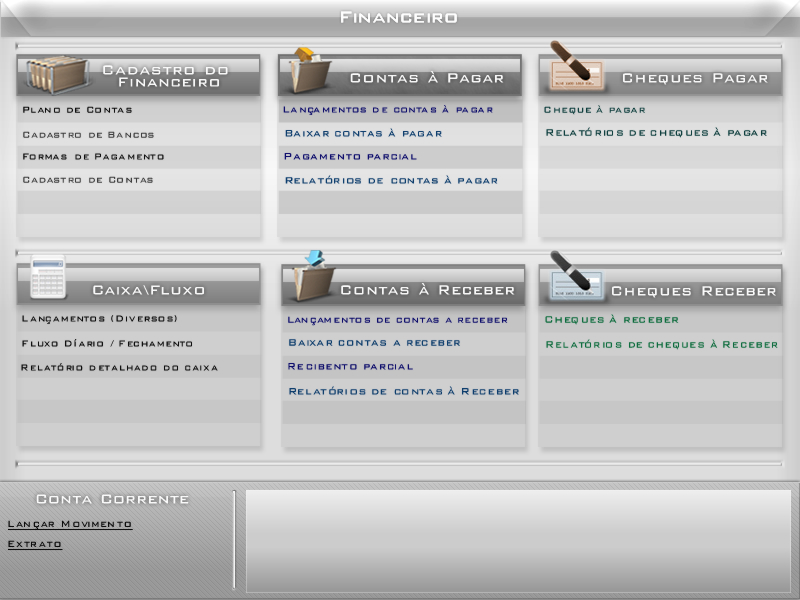 Financeiro
Cadastro do
Financeiro
Plano de Contas
Cadastro de Bancos
Formas de Pagamento
Cadastro de Contas
Contas à Pagar
Lançamentos de contas à pagar
Baixar contas à pagar
Pagamento parcial
Relatórios de contas à pagar
Cheques Pagar
Cheque à pagar
Relatórios de cheques à pagar
Caixa\Fluxo
Lançamentos (Diversos)
Fluxo Díario / Fechamento
Relatório detalhado do caixa
Contas à Receber
Lançamentos de contas a receber
Baixar contas a receber
Recibento parcial
Relatórios de contas à Receber
Cheques Receber
Cheques à receber
Relatórios de cheques à Receber
Conta Corrente
Lançar Movimento
Extrato